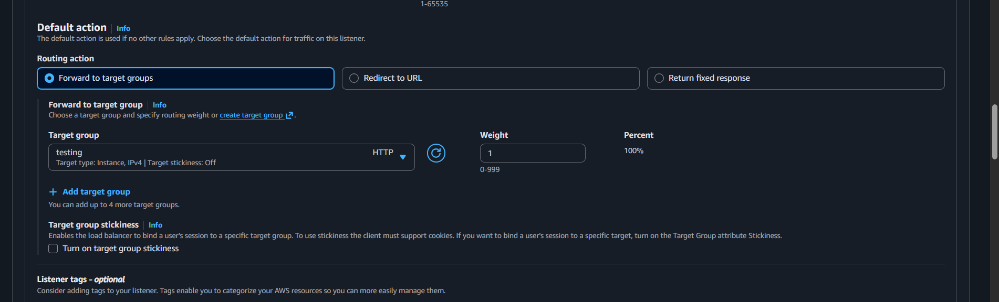 1-65535
Default action Info
The default action is used if no other rules apply. Choose the default action for traffic on this listener.
Routing action
Forward to target groups Redirect to URL Return fixed response
Forward to target group Info
Choose a target group and specify routing weight or create target group.
Target group Weight Percent
testing HTTP 1 100%
Target type: Instance, IPv4 | Target stickiness: Off
0-999
Add target group
You can add up to 4 more target groups.
Target group stickiness Info
Enables the load balancer to bind a user's session to a specific target group. To use stickiness the client must support cookies. If you want to bind a user's session to a specific target, turn on the Target Group attribute Stickiness.
Turn on target group stickiness
Listener tags - optional
Consider adding tags to your listener. Tags enable you to categorize your AWS resources so you can more easily manage them.